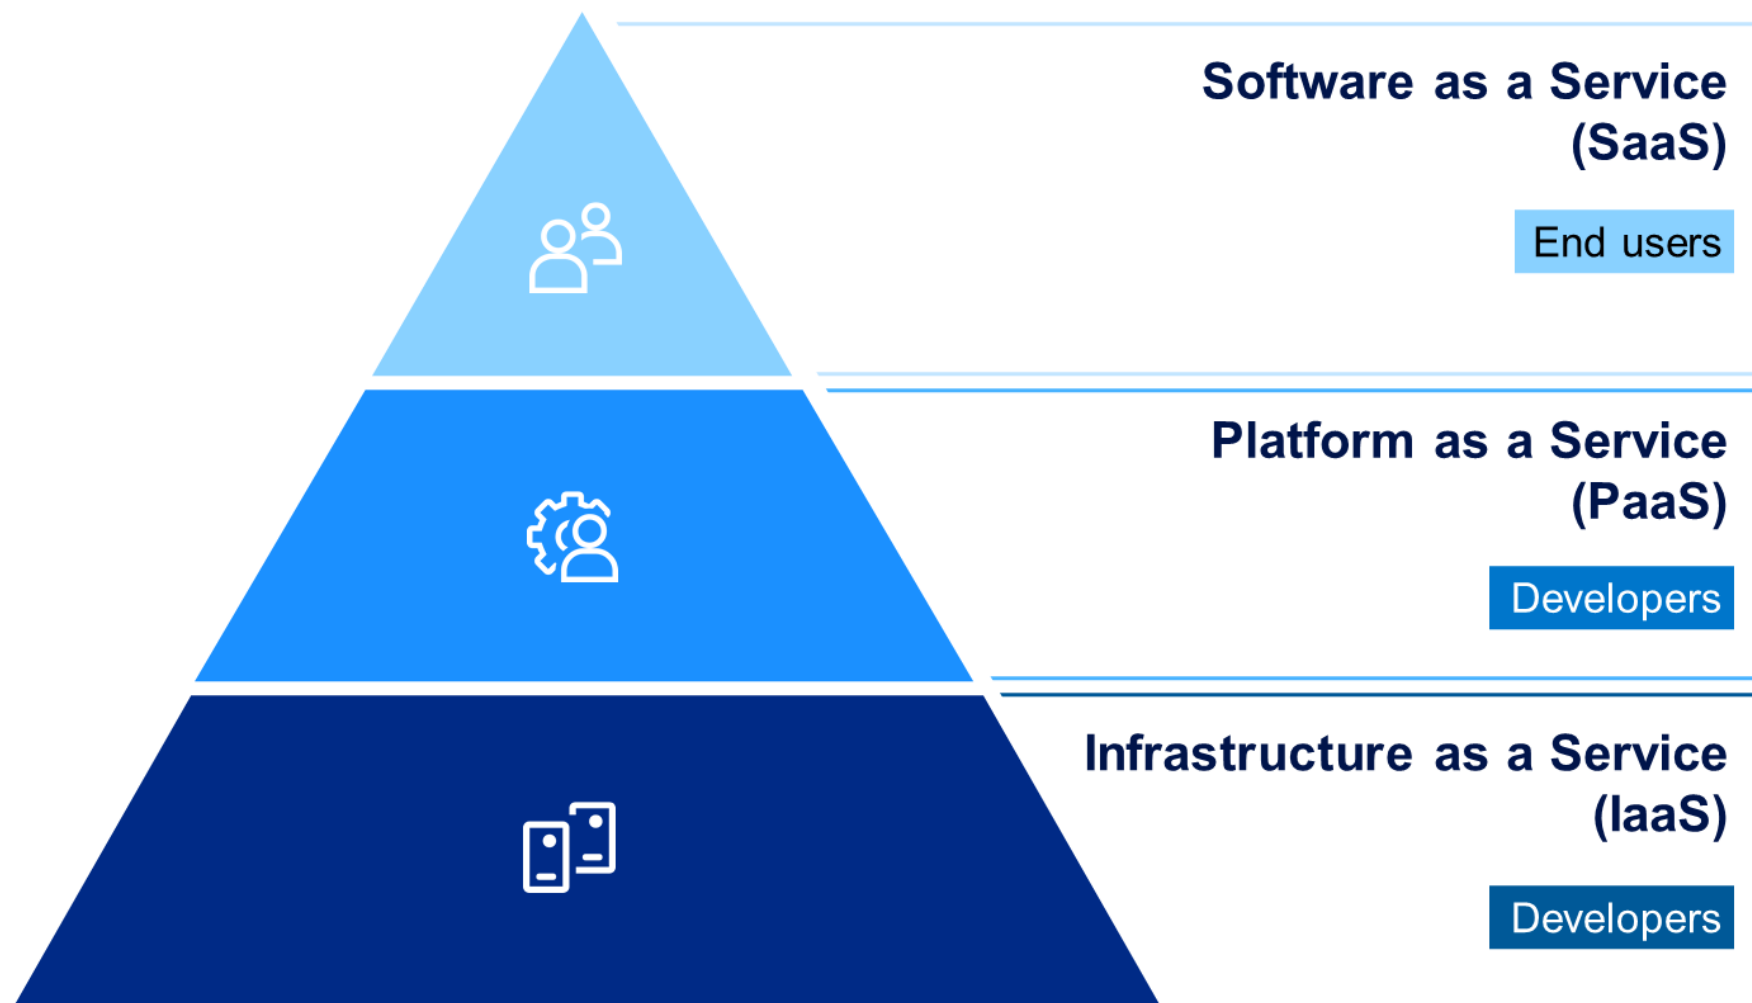 Software as a Service
(SaaS)
End users
Platform as a Service
(PaaS)
Developers
Infrastructure as a Service
(IaaS)
Developers